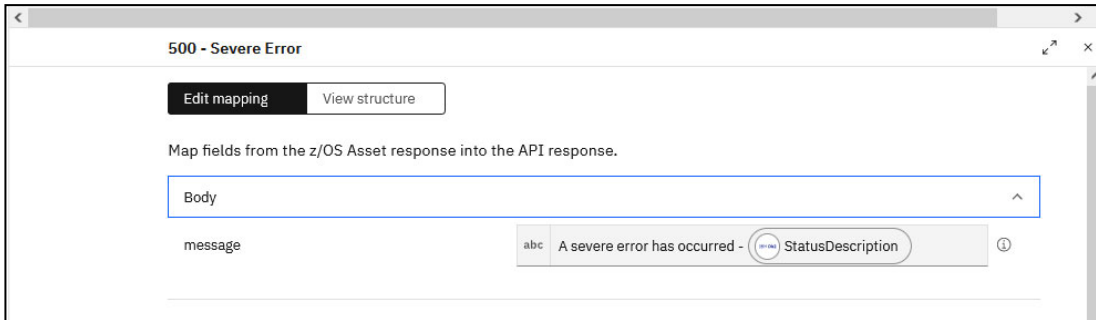 500 - Severe Error
Edit mapping View structure
Map fields from the z/OS Asset response into the API response.
Body
message abc A severe error has occurred - StatusDescription